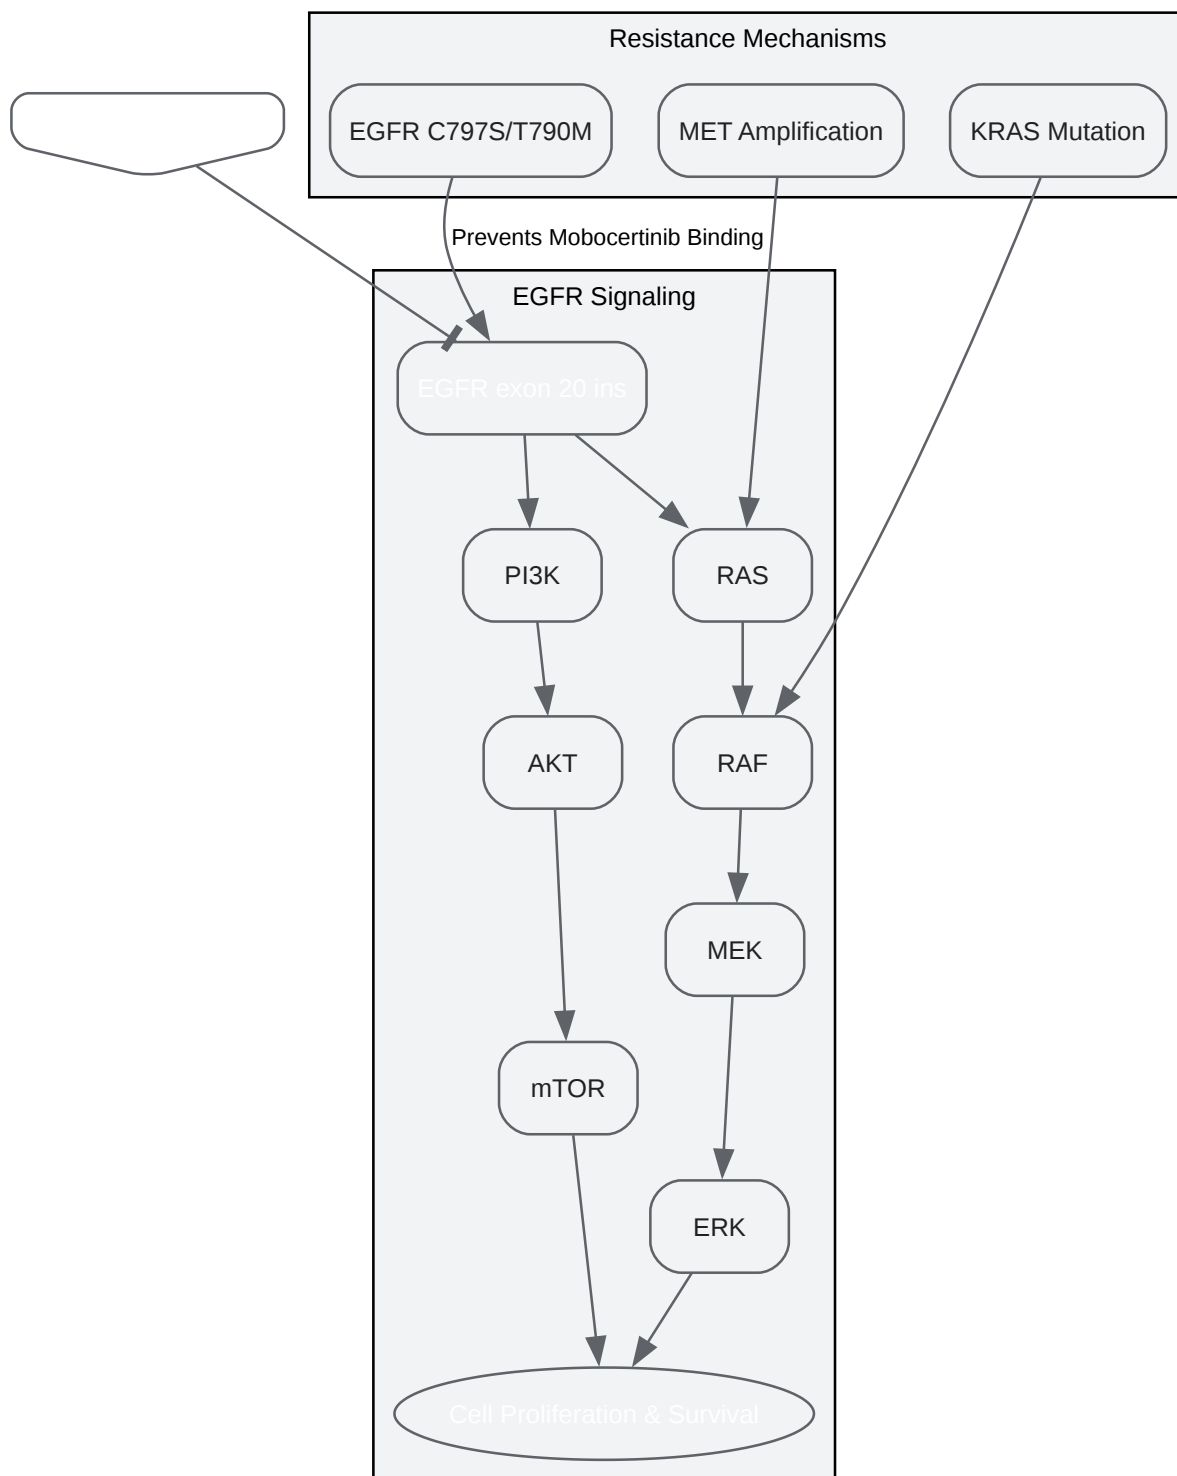 Resistance Mechanisms
EGFR C797S/T790M
MET Amplification
KRAS Mutation
Prevents Mobocertinib Binding
EGFR Signaling
EGFR exon 20 ins
PI3K
RAS
AKT
RAF
MEK
mTOR
ERK
Cell Proliferation & Survival